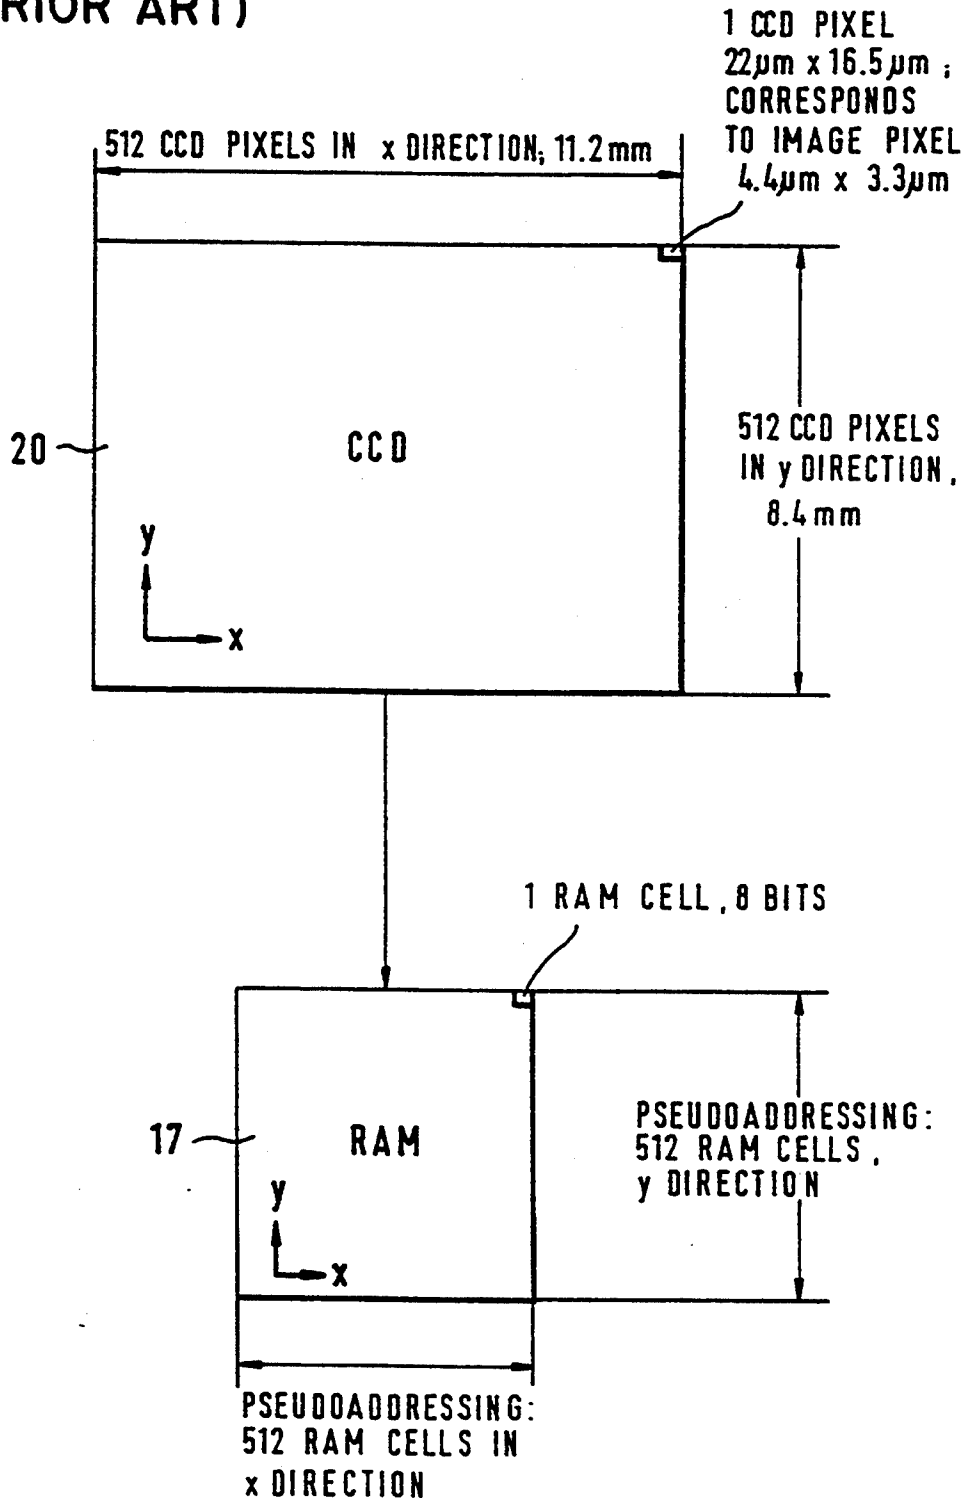 RIOR ART)
1 CCD PIXEL
22µm x 16.5µm ;
CORRESPONDS
TO IMAGE PIXEL
4.4µm x 3.3µm
512 CCD PIXELS IN x DIRECTION; 11.2mm
20
CCD
512 CCD PIXELS
IN y DIRECTION,
8.4mm
y
x
1 RAM CELL, 8 BITS
17
RAM
PSEUDOADDRESSING:
512 RAM CELLS,
y DIRECTION
y
x
PSEUDOADDRESSING:
512 RAM CELLS IN
x DIRECTION